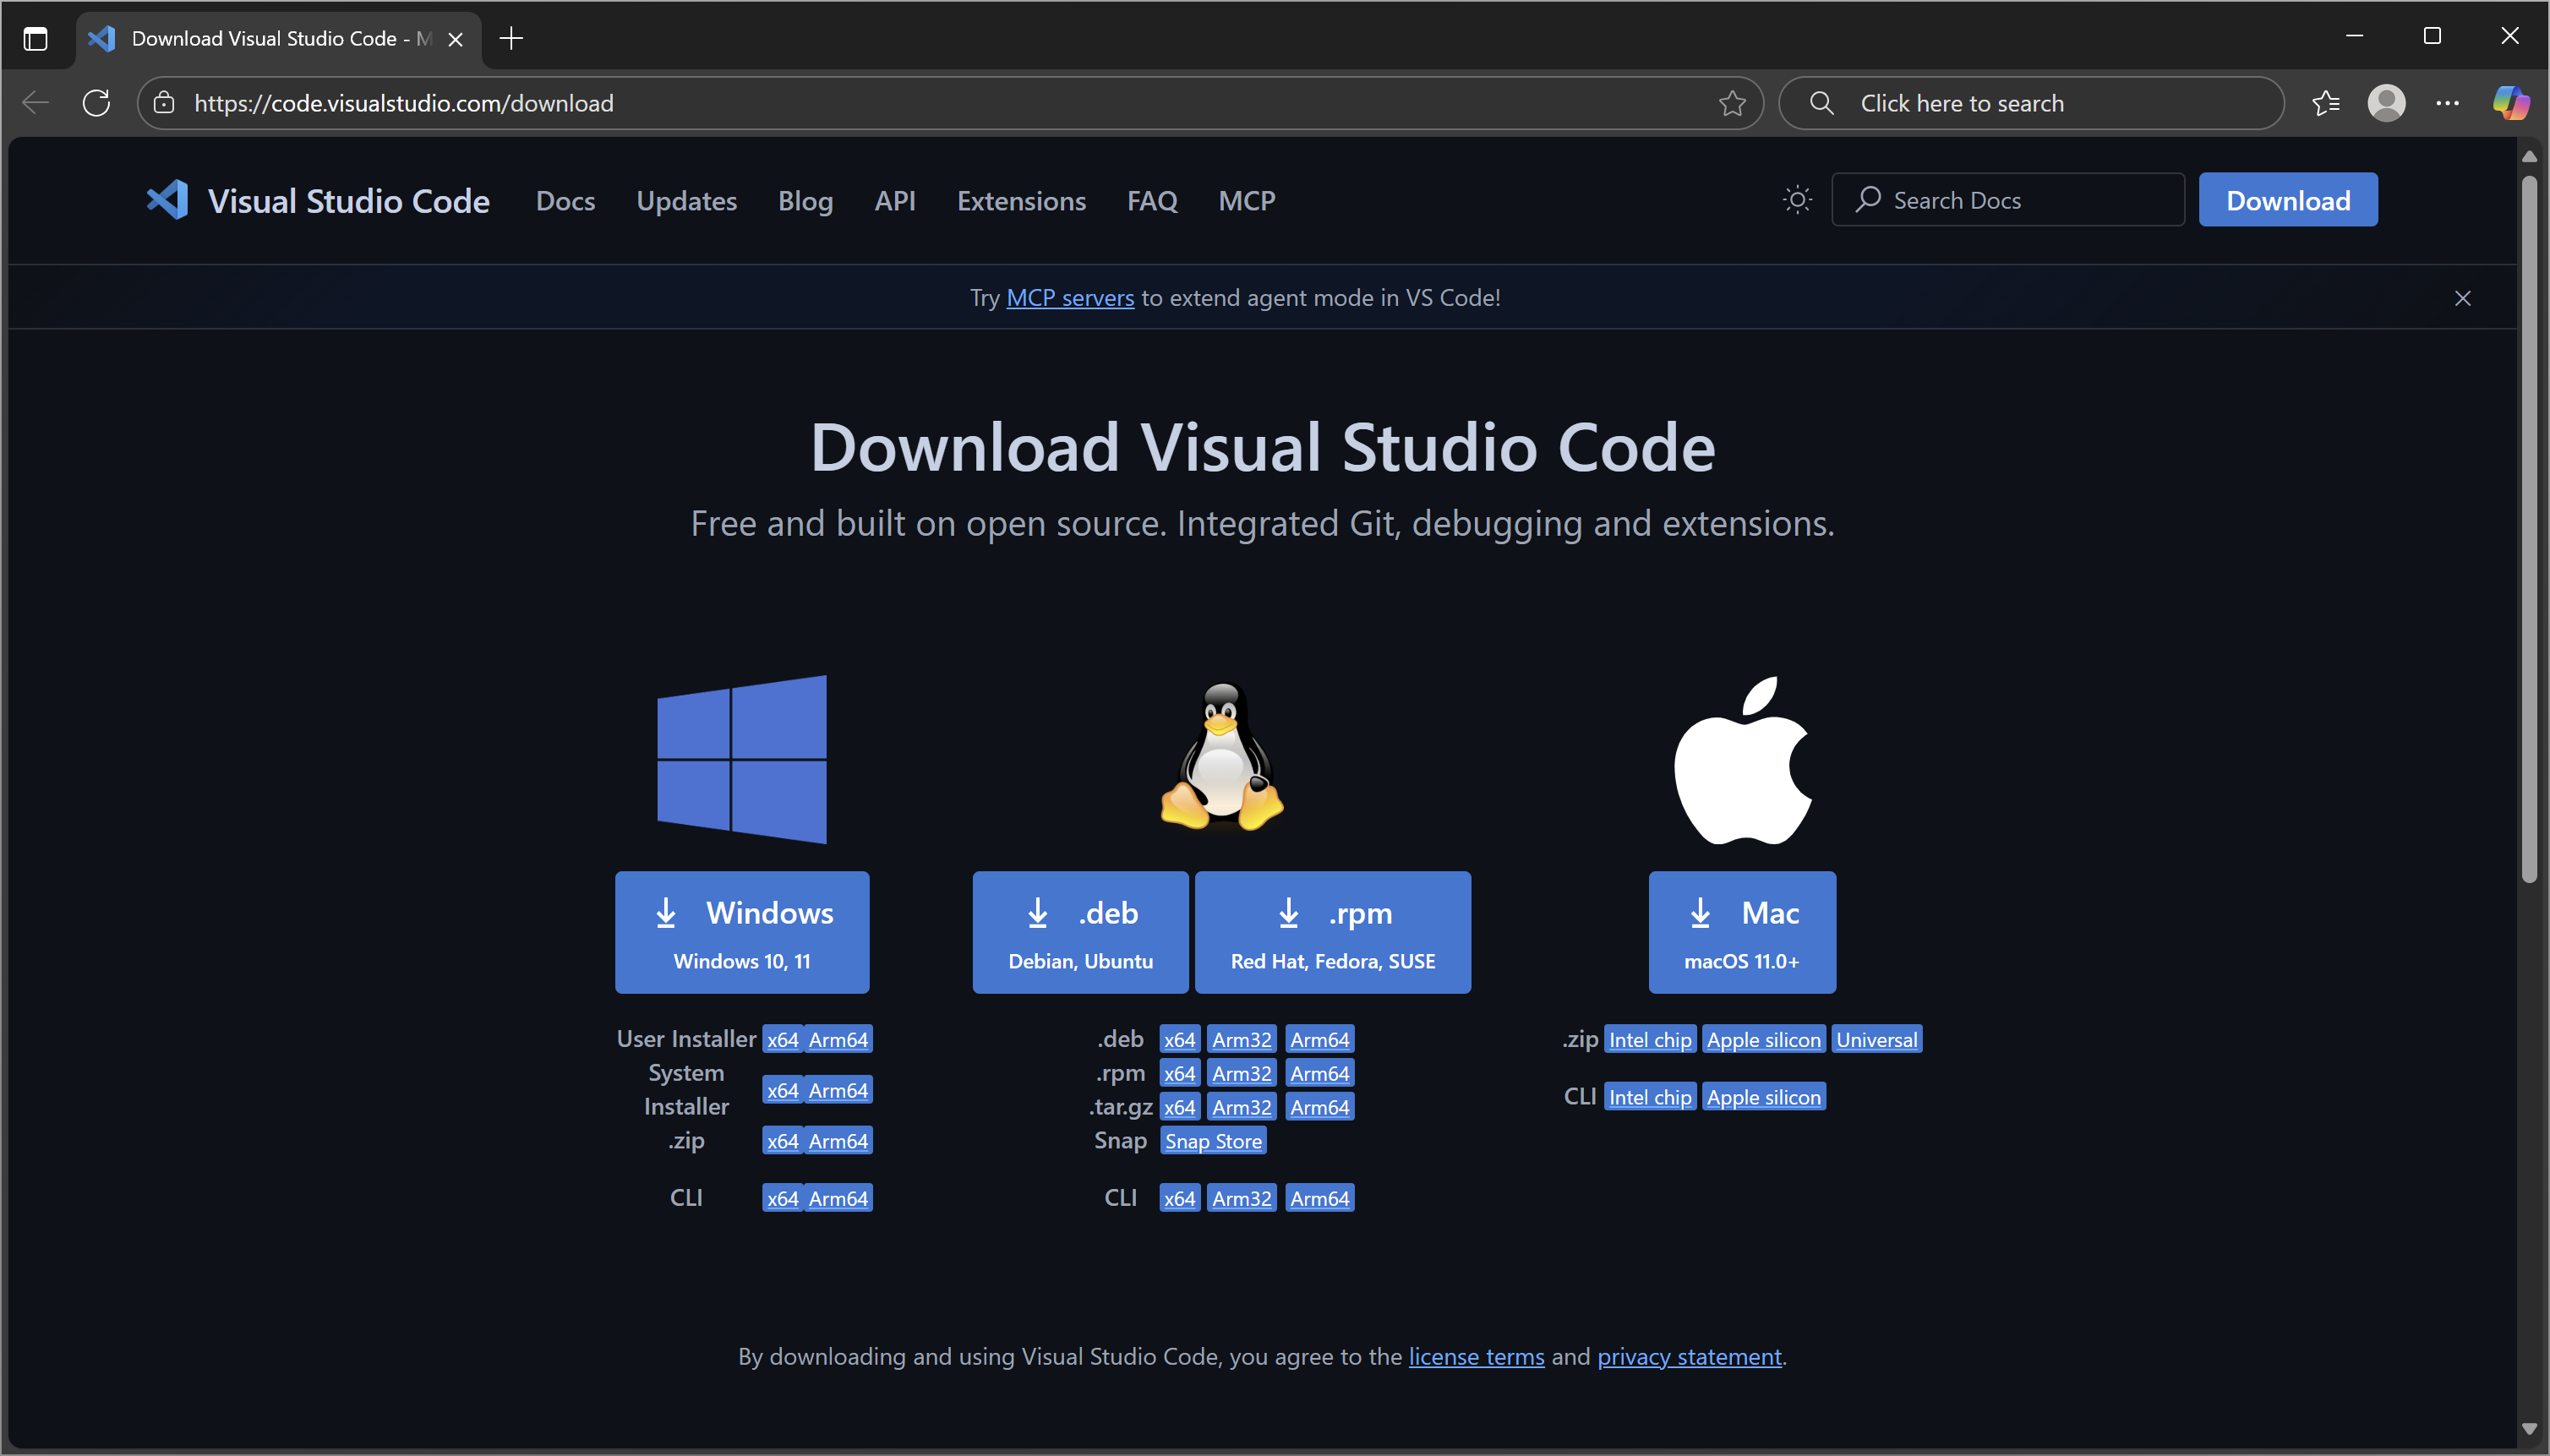 Download Visual Studio Code - M
https://code.visualstudio.com/download
Click here to search
Visual Studio Code Docs Updates Blog API Extensions FAQ MCP Search Docs Download
Try MCP servers to extend agent mode in VS Code!
Download Visual Studio Code
Free and built on open source. Integrated Git, debugging and extensions.
Windows
Windows 10, 11
User Installer x64 Arm64
System
Installer
x64 Arm64
.zip x64 Arm64
CLI x64 Arm64
.deb
Debian, Ubuntu
.rpm
Red Hat, Fedora, SUSE
.deb x64 Arm32 Arm64
.rpm x64 Arm32 Arm64
.tar.gz x64 Arm32 Arm64
Snap Snap Store
CLI x64 Arm32 Arm64
Mac
macOS 11.0+
.zip Intel chip Apple silicon Universal
CLI Intel chip Apple silicon
By downloading and using Visual Studio Code, you agree to the license terms and privacy statement.